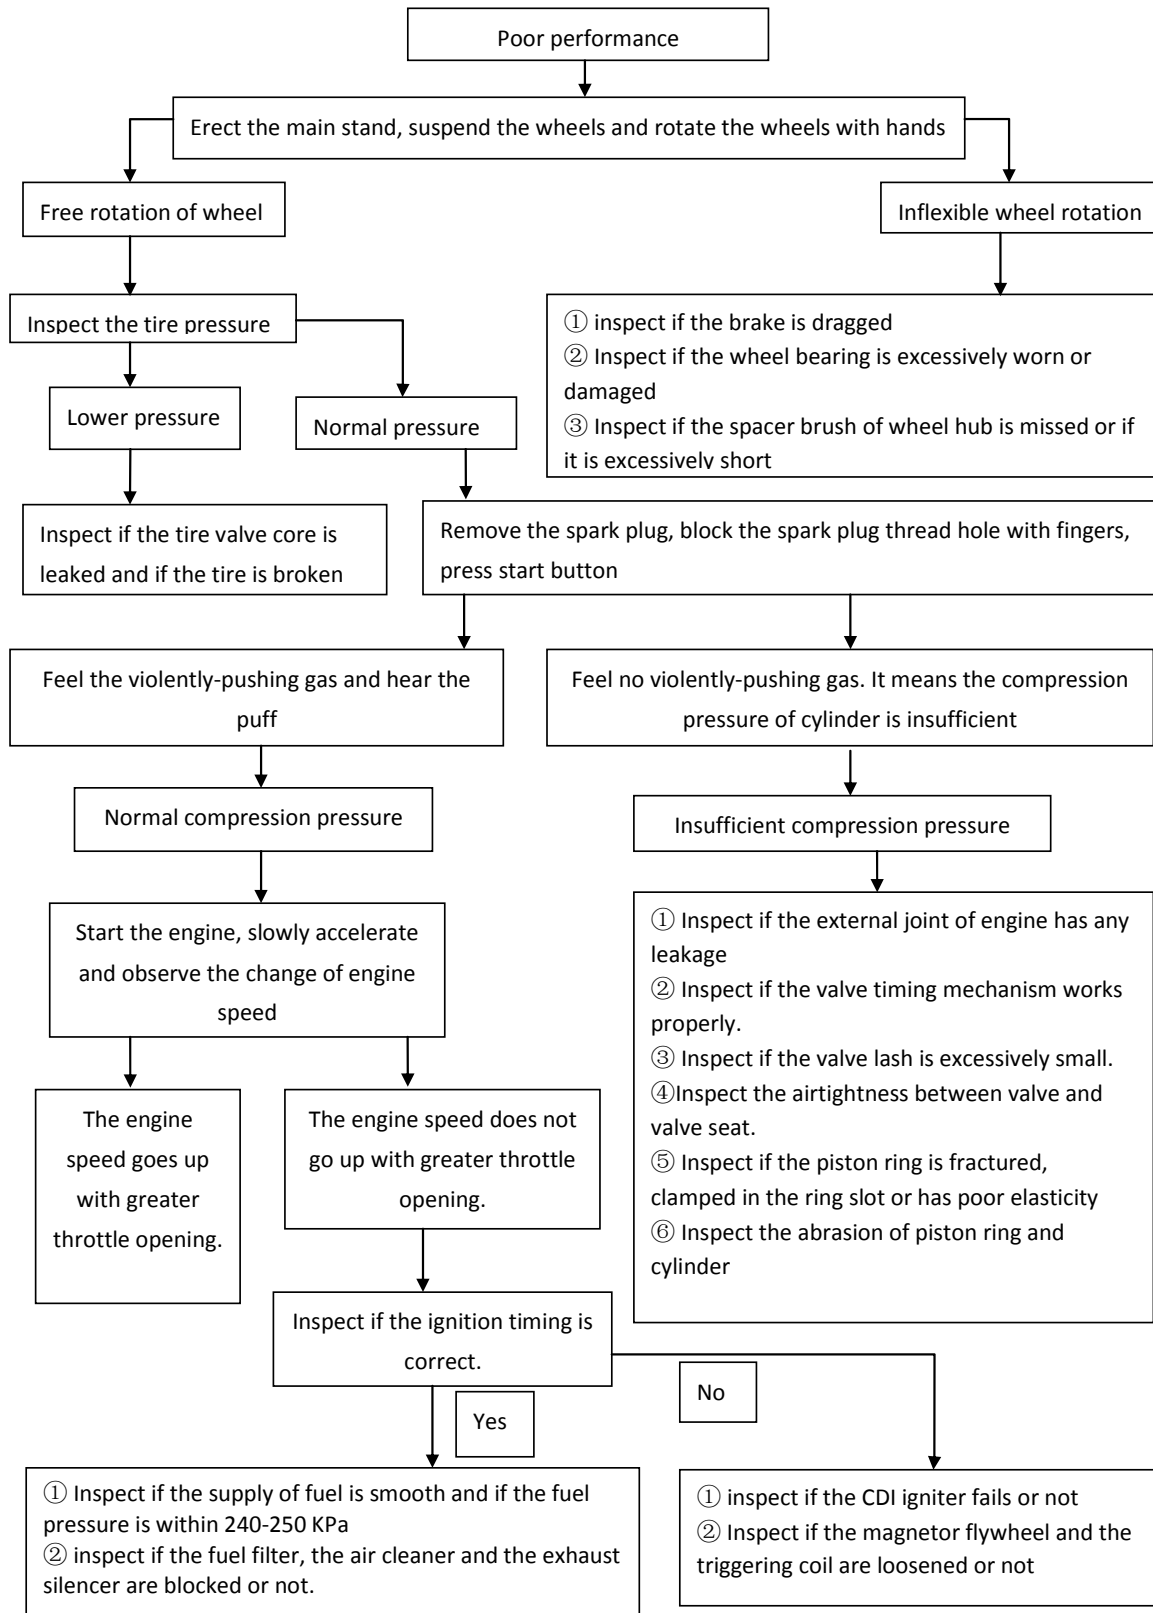 Poor performance
Erect the main stand, suspend the wheels and rotate the wheels with hands
Free rotation of wheel
Inflexible wheel rotation
Inspect the tire pressure
① inspect if the brake is dragged
② Inspect if the wheel bearing is excessively worn or
damaged
③ Inspect if the spacer brush of wheel hub is missed or if
it is excessively short
Lower pressure
Normal pressure
Inspect if the tire valve core is
leaked and if the tire is broken
Remove the spark plug, block the spark plug thread hole with fingers,
press start button
Feel the violently-pushing gas and hear the
puff
Feel no violently-pushing gas. It means the compression
pressure of cylinder is insufficient
Normal compression pressure
Insufficient compression pressure
Start the engine, slowly accelerate
and observe the change of engine
speed
① Inspect if the external joint of engine has any
leakage
② Inspect if the valve timing mechanism works
properly.
③ Inspect if the valve lash is excessively small.
④Inspect the airtightness between valve and
valve seat.
⑤ Inspect if the piston ring is fractured,
clamped in the ring slot or has poor elasticity
⑥ Inspect the abrasion of piston ring and
cylinder
The engine
speed goes up
with greater
throttle opening.
The engine speed does not
go up with greater throttle
opening.
Inspect if the ignition timing is
correct.
Yes
No
① Inspect if the supply of fuel is smooth and if the fuel
pressure is within 240-250 KPa
② inspect if the fuel filter, the air cleaner and the exhaust
silencer are blocked or not.
① inspect if the CDI igniter fails or not
② Inspect if the magnetor flywheel and the
triggering coil are loosened or not